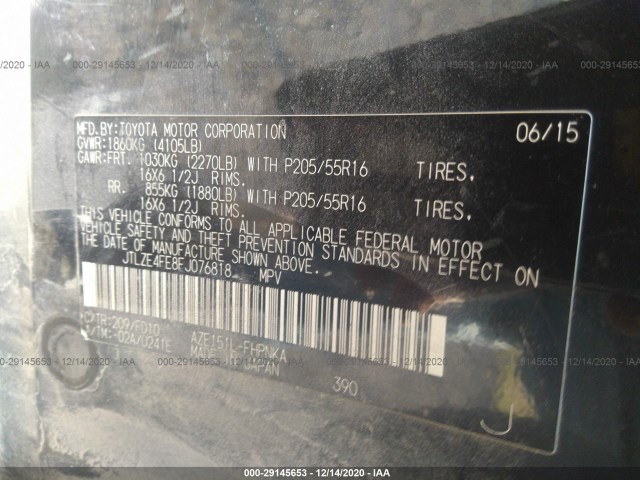 000-29145653 - 12/14/2020 - IAA
MFD.BY:TOYOTA MOTOR CORPORATION 06/15
GVWR:1860KG (4105LB)
GAWR:FRT. 1030KG (2270LB) WITH P205/55R16 TIRES,
16X6 1/2J RIMS.
RR. 855KG (1880LB) WITH P205/55R16 TIRES,
16X6 1/2J RIMS.
THIS VEHICLE CONFORMS TO ALL APPLICABLE FEDERAL MOTOR
VEHICLE SAFETY AND THEFT PREVENTION STANDARDS IN EFFECT ON
THE DATE OF MANUFACTURE SHOWN ABOVE.
JTLZE4FE8FJ076818 MPV
C/TR:209/FD10
AZE151L-FHPNKA
390
J
000-29145653 - 12/14/2020 - IAA